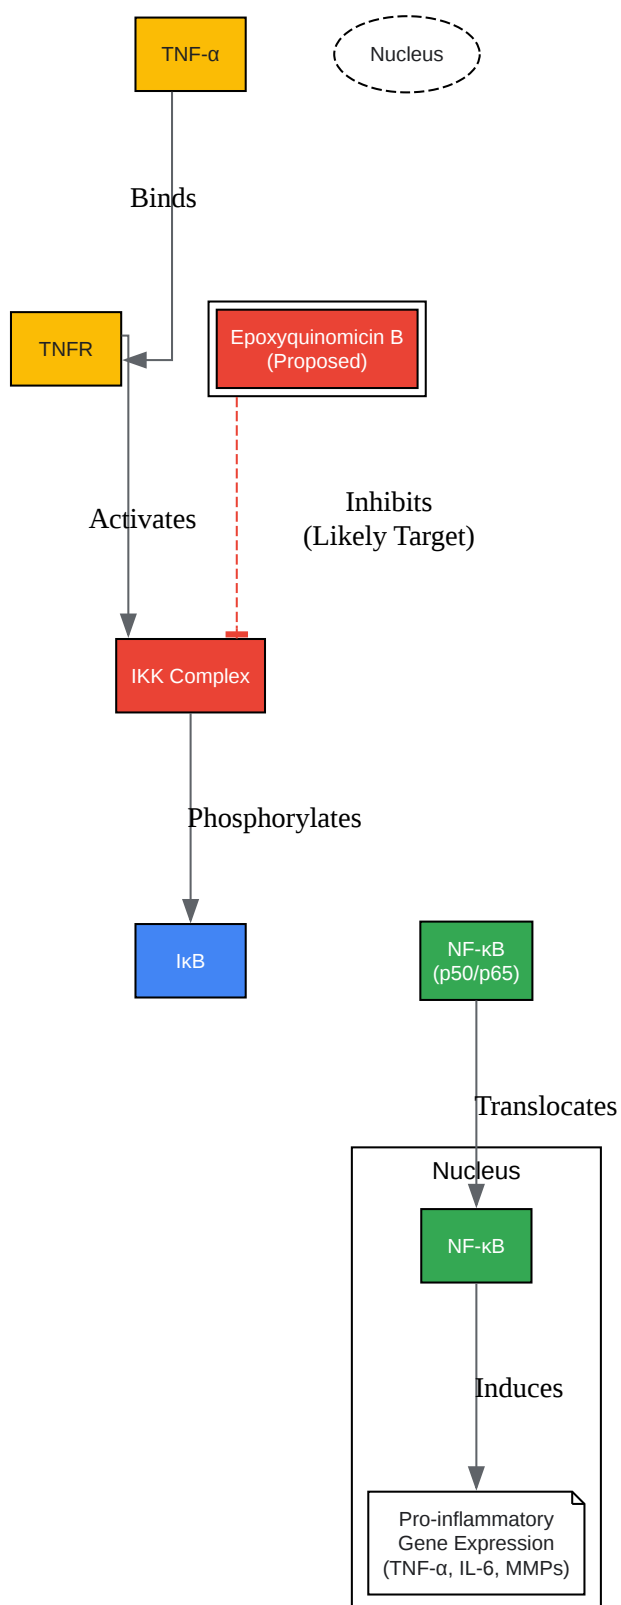 TNF-α
Nucleus
Binds
TNFR
Epoxyquinomicin B
(Proposed)
Activates
Inhibits
(Likely Target)
IKK Complex
Phosphorylates
IκB
NF-κB
(p50/p65)
Translocates
Nucleus
NF-κB
Induces
Pro-inflammatory
Gene Expression
(TNF-α, IL-6, MMPs)